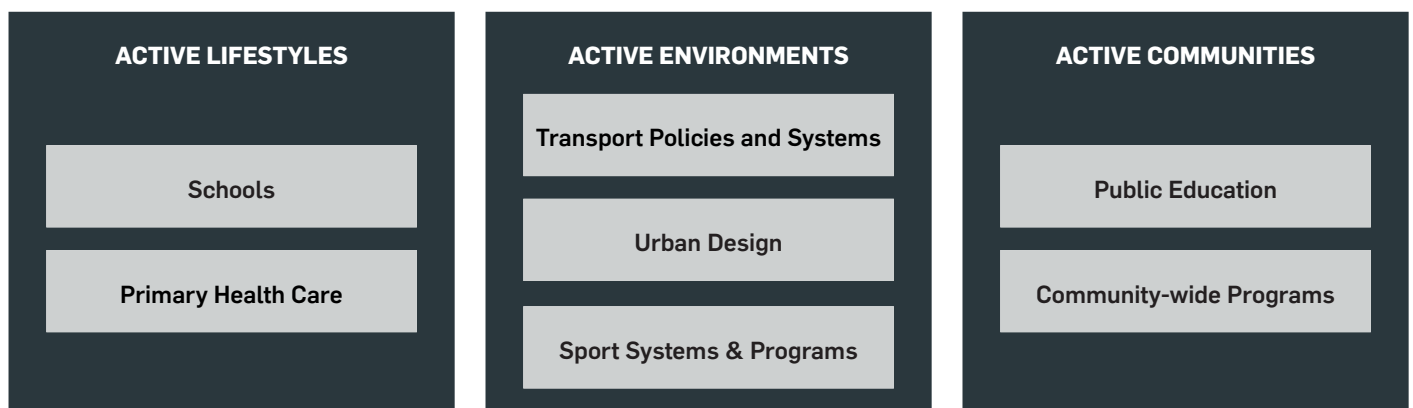 ACTIVE LIFESTYLES
Schools
Primary Health Care
ACTIVE ENVIRONMENTS
Transport Policies and Systems
Urban Design
Sport Systems & Programs
ACTIVE COMMUNITIES
Public Education
Community-wide Programs